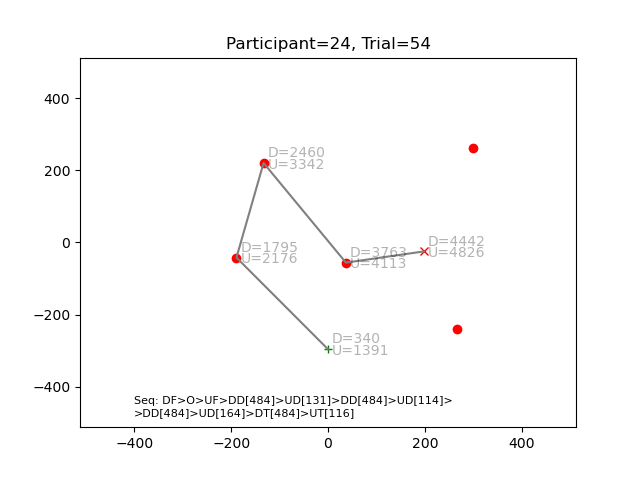 Participant=24, Trial=54
D=2460
U=3342
D=1795
U=2176
D=3763
U=4113
D=4442
U=4826
D=340
U=1391
Seq: DF>O>UF>DD[484]>UD[131]>DD[484]>UD[114]>
>DD[484]>UD[164]>DT[484]>UT[116]
400
200
0
−200
−400
−400
−200
0
200
400